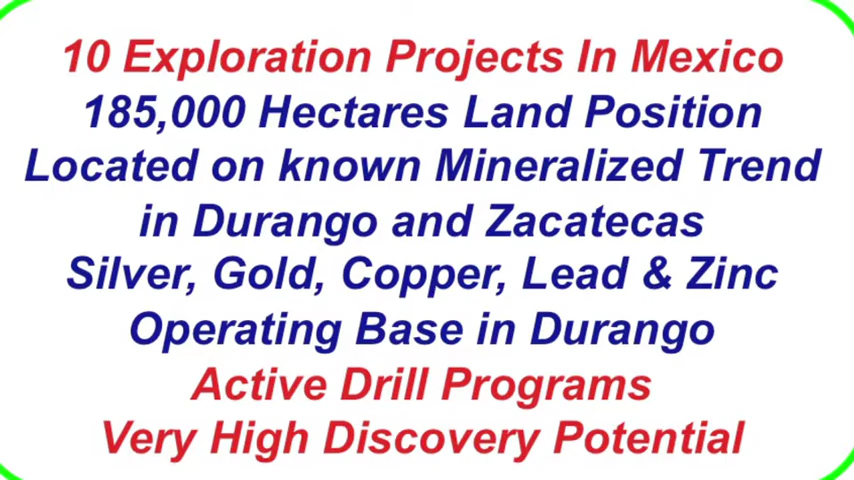 10 Exploration Projects In Mexico
185,000 Hectares Land Position
Located on known Mineralized Trend
in Durango and Zacatecas
Silver, Gold, Copper, Lead & Zinc
Operating Base in Durango
Active Drill Programs
Very High Discovery Potential